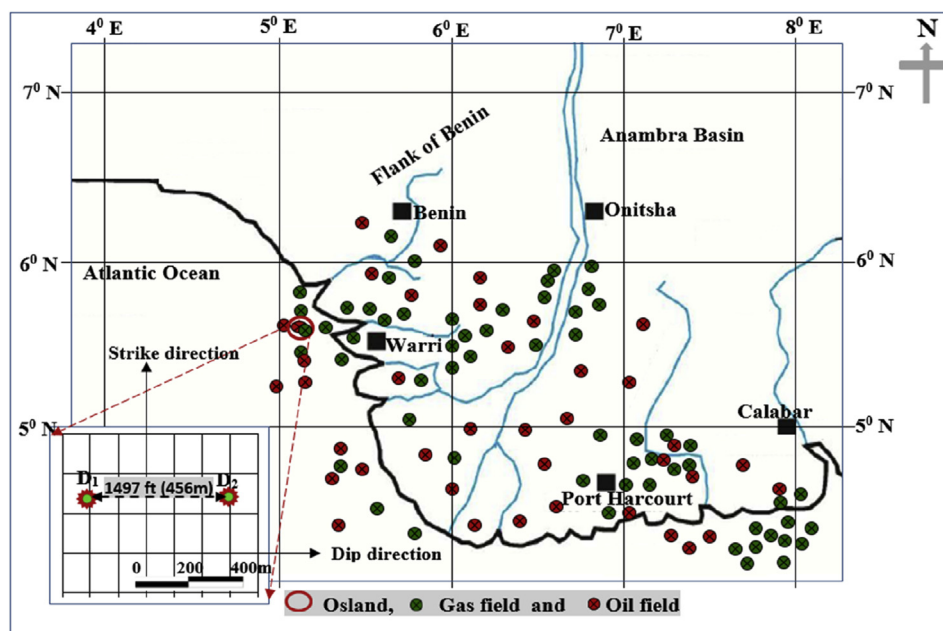 4⁰ E 5⁰ E 6⁰ E 7⁰ E 8⁰ E
N
7⁰ N 7⁰ N
Flank of Benin
Anambra Basin
Benin
Onitsha
6⁰ N 6⁰ N
Atlantic Ocean
Warri
Strike direction
Calabar
5⁰ N 5⁰ N
D₁ 1497 ft (456m) D₂
Port Harcourt
Dip direction
0 200 400m
Osland, Gas field and Oil field